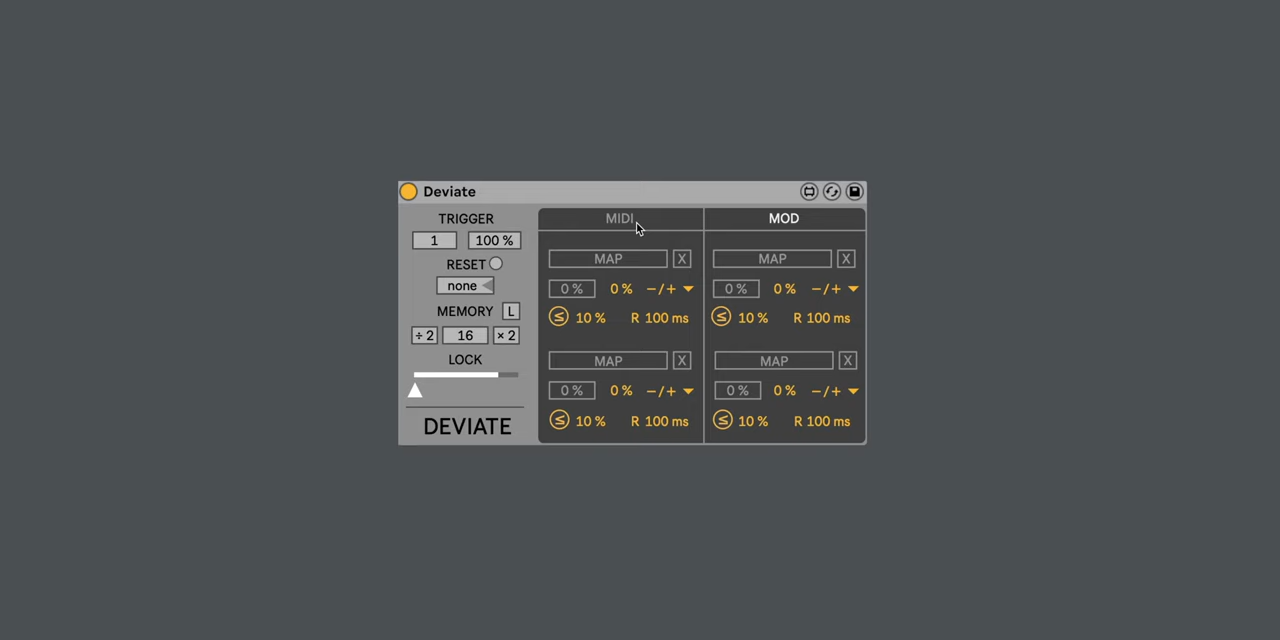 Deviate
TRIGGER
1 100 %
RESET
none
MEMORY L
÷ 2 16 × 2
LOCK
DEVIATE
MIDI MOD
MAP X MAP X
0 % 0 % −/+ 0 % 0 % −/+
≤ 10 % R 100 ms ≤ 10 % R 100 ms
MAP X MAP X
0 % 0 % −/+ 0 % 0 % −/+
≤ 10 % R 100 ms ≤ 10 % R 100 ms